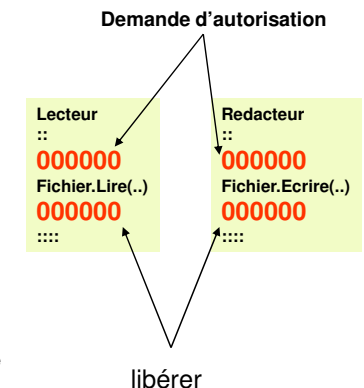 Demande d'autorisation
Lecteur
::
000000
Fichier.Lire(..)
000000
::::
Redacteur
::
000000
Fichier.Ecrire(..)
000000
::::
libérer